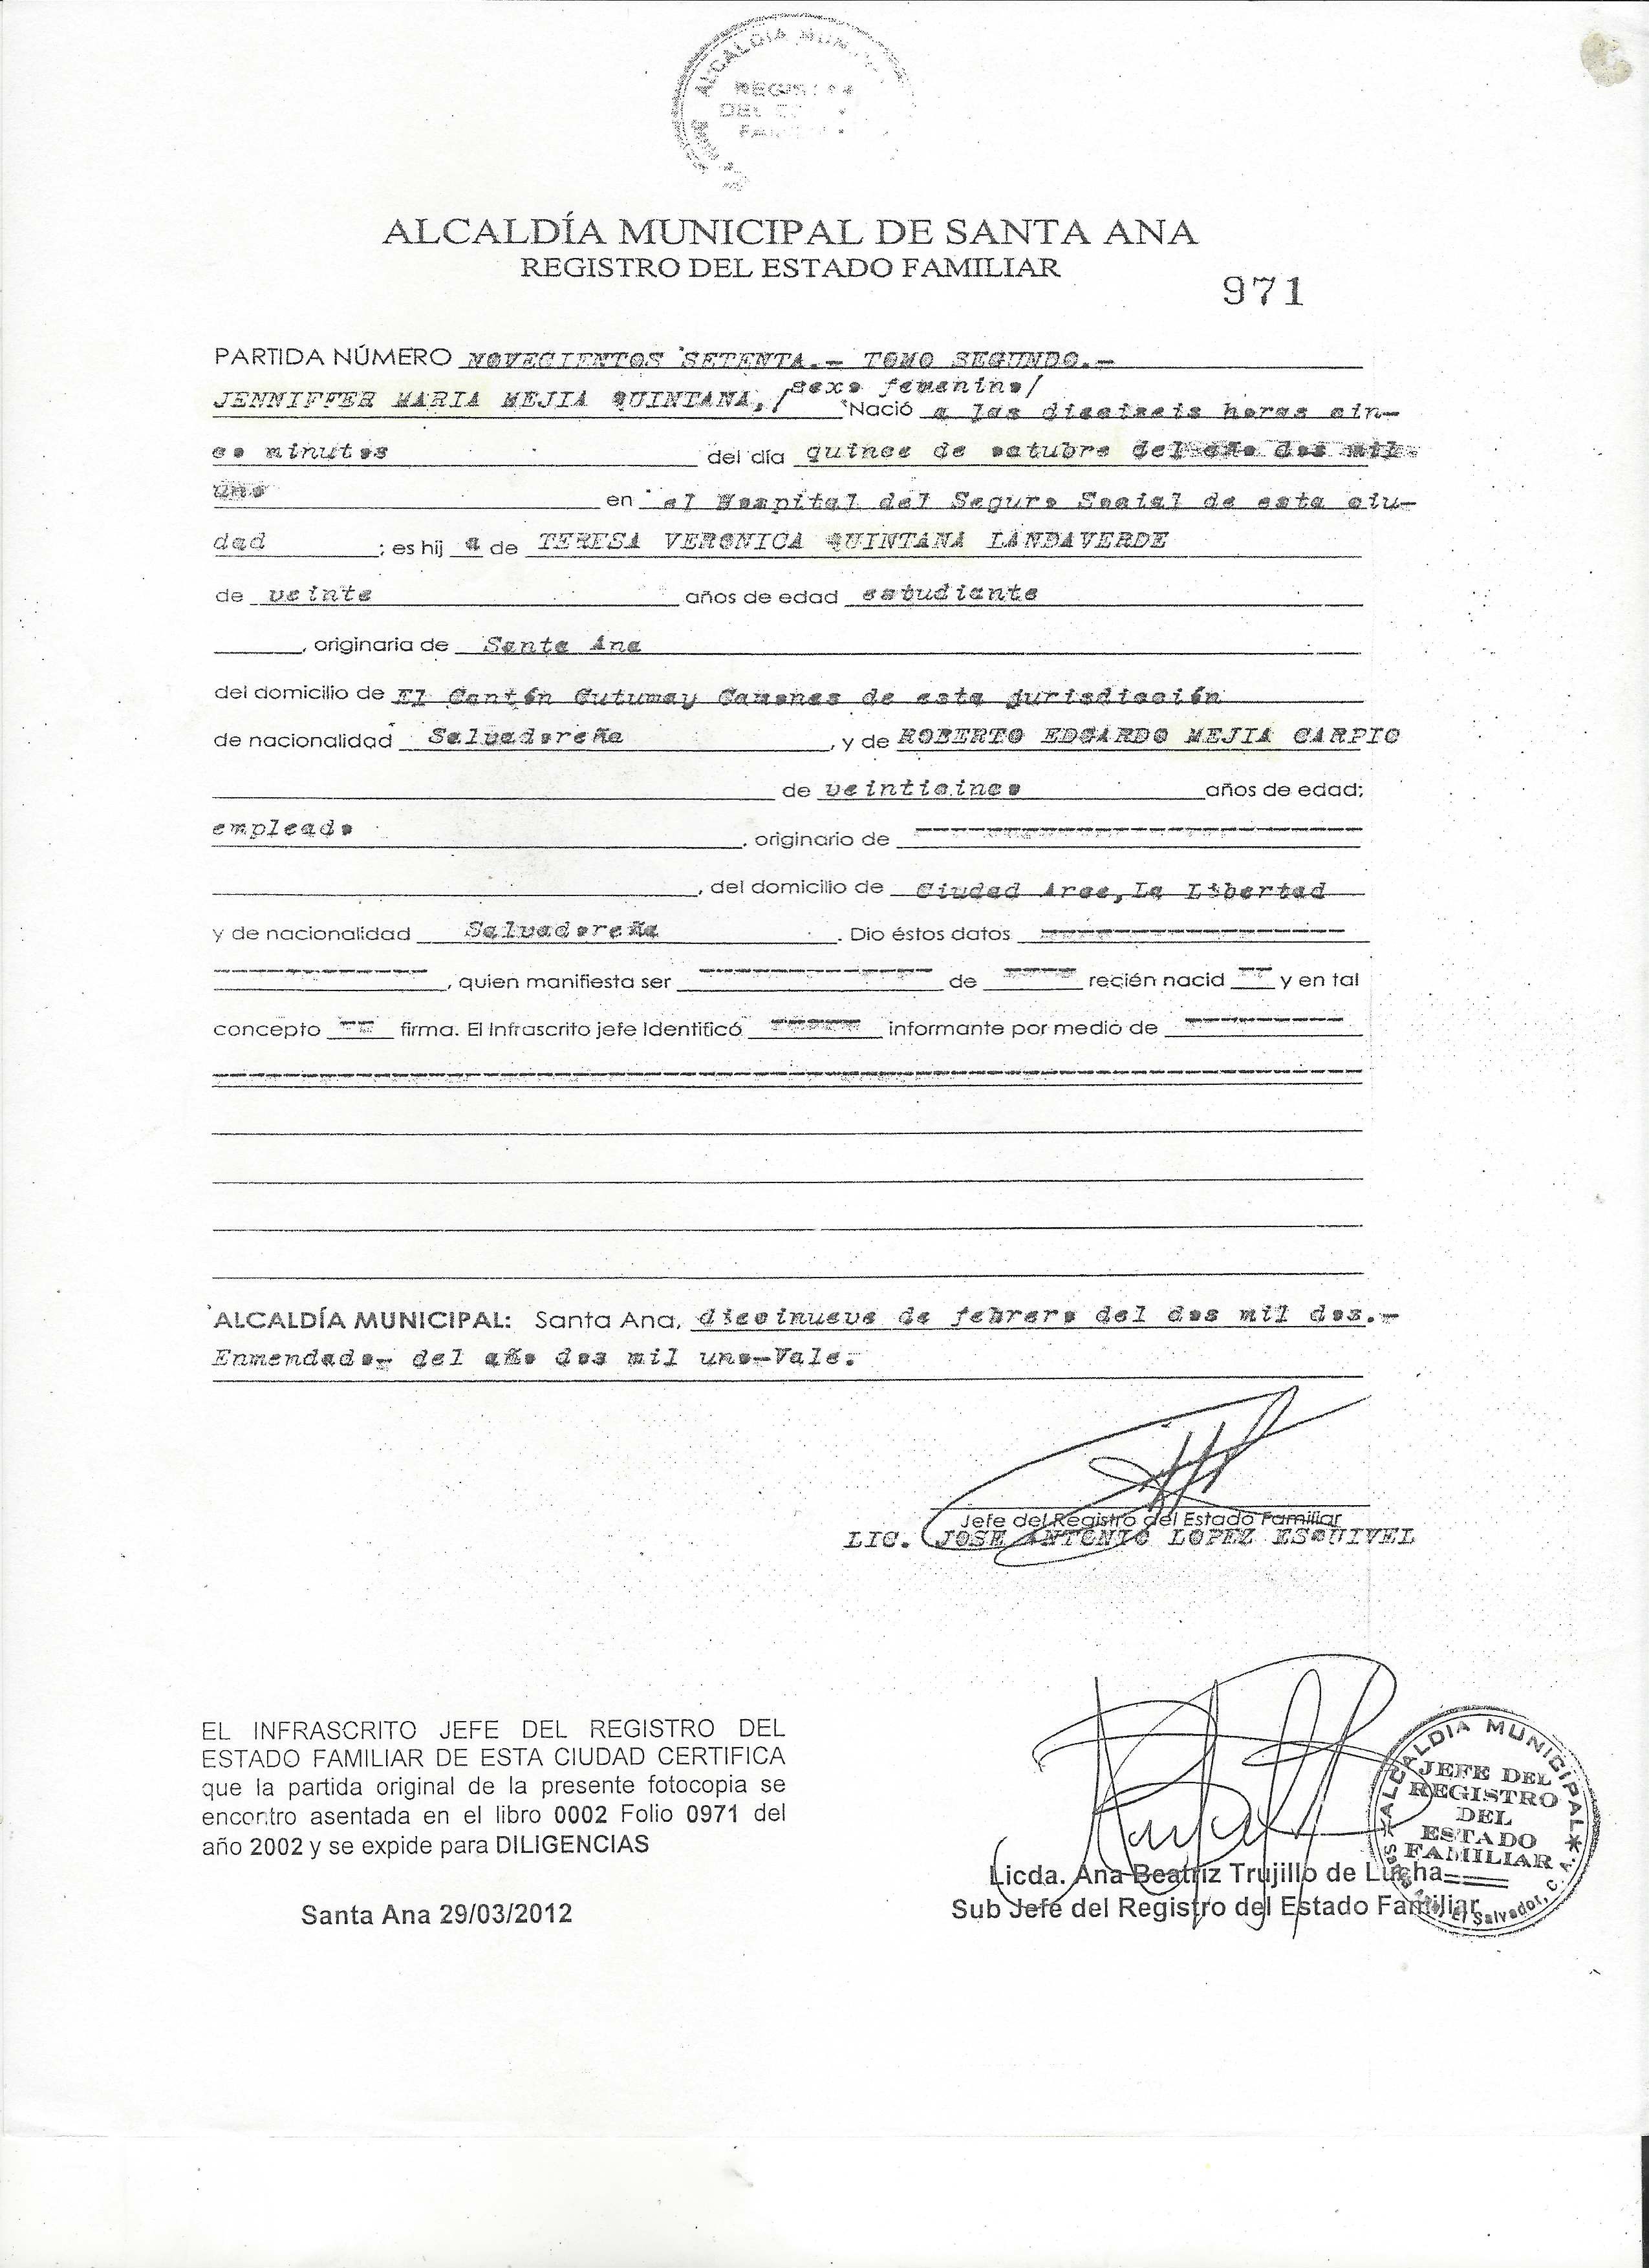 ALCALDIA MUN
REGIS
DEL
FA
ALCALDÍA MUNICIPAL DE SANTA ANA
REGISTRO DEL ESTADO FAMILIAR
971
PARTIDA NÚMERO NOVECIENTOS SETENTA.- TOMO SEGUNDO.-
JENNIFFER MARIA MEJIA QUINTANA, /sexo femenino/ Nació a las dieciseis horas cin-
co minutos del día quince de octubre del año dos mil
uno en el Hospital del Seguro Social de esta ciu-
dad ; es hij a de TERESA VERONICA QUINTANA LANDAVERDE
de veinte años de edad estudiante
, originaria de Santa Ana
del domicilio de El Cantón Cutumay Camones de esta jurisdicción
de nacionalidad Salvadoreña , y de ROBERTO EDGARDO MEJIA CARPIO
de veinticinco años de edad;
empleado , originario de ----------
, del domicilio de Ciudad Arce, La Libertad
y de nacionalidad Salvadoreña . Dio éstos datos ----------
---------- , quien manifiesta ser ---------- de ---- recién nacid -- y en tal
concepto -- firma. El Infrascrito jefe Identificó ------ informante por medio de ----------
ALCALDÍA MUNICIPAL: Santa Ana, diecinueve de febrero del dos mil dos.-
Enmendado- del año dos mil uno-Vale.
Jefe del Registro del Estado Familiar
LIC. JOSE ANTONIO LOPEZ ESQUIVEL
EL INFRASCRITO JEFE DEL REGISTRO DEL
ESTADO FAMILIAR DE ESTA CIUDAD CERTIFICA
que la partida original de la presente fotocopia se
encontro asentada en el libro 0002 Folio 0971 del
año 2002 y se expide para DILIGENCIAS
Santa Ana 29/03/2012
Licda. Ana Beatriz Trujillo de Lucha
Sub Jefe del Registro del Estado Familiar
ALCALDIA MUNICIPAL
JEFE DEL
REGISTRO
DEL
ESTADO
FAMILIAR
El Salvador, C. A.